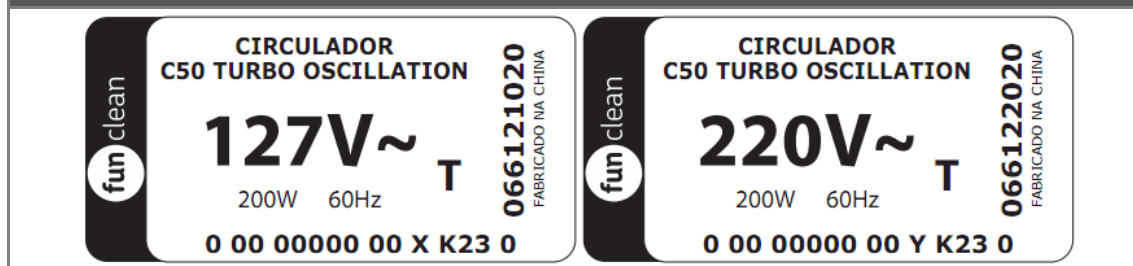 fun clean
CIRCULADOR
C50 TURBO OSCILLATION
127V~
T
200W 60Hz
066121020
FABRICADO NA CHINA
0 00 00000 00 X K23 0
fun clean
CIRCULADOR
C50 TURBO OSCILLATION
220V~
T
200W 60Hz
066122020
FABRICADO NA CHINA
0 00 00000 00 Y K23 0